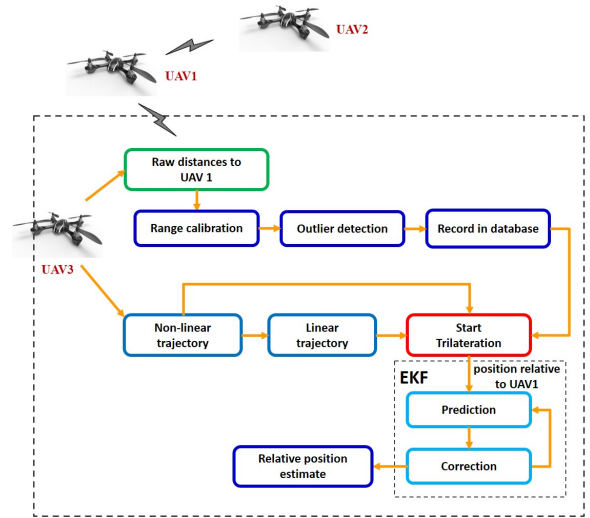 UAV2
UAV1
Raw distances to
UAV 1
Range calibration
Outlier detection
Record in database
UAV3
Non-linear
trajectory
Linear
trajectory
Start
Trilateration
EKF
position relative
to UAV1
Prediction
Relative position
estimate
Correction